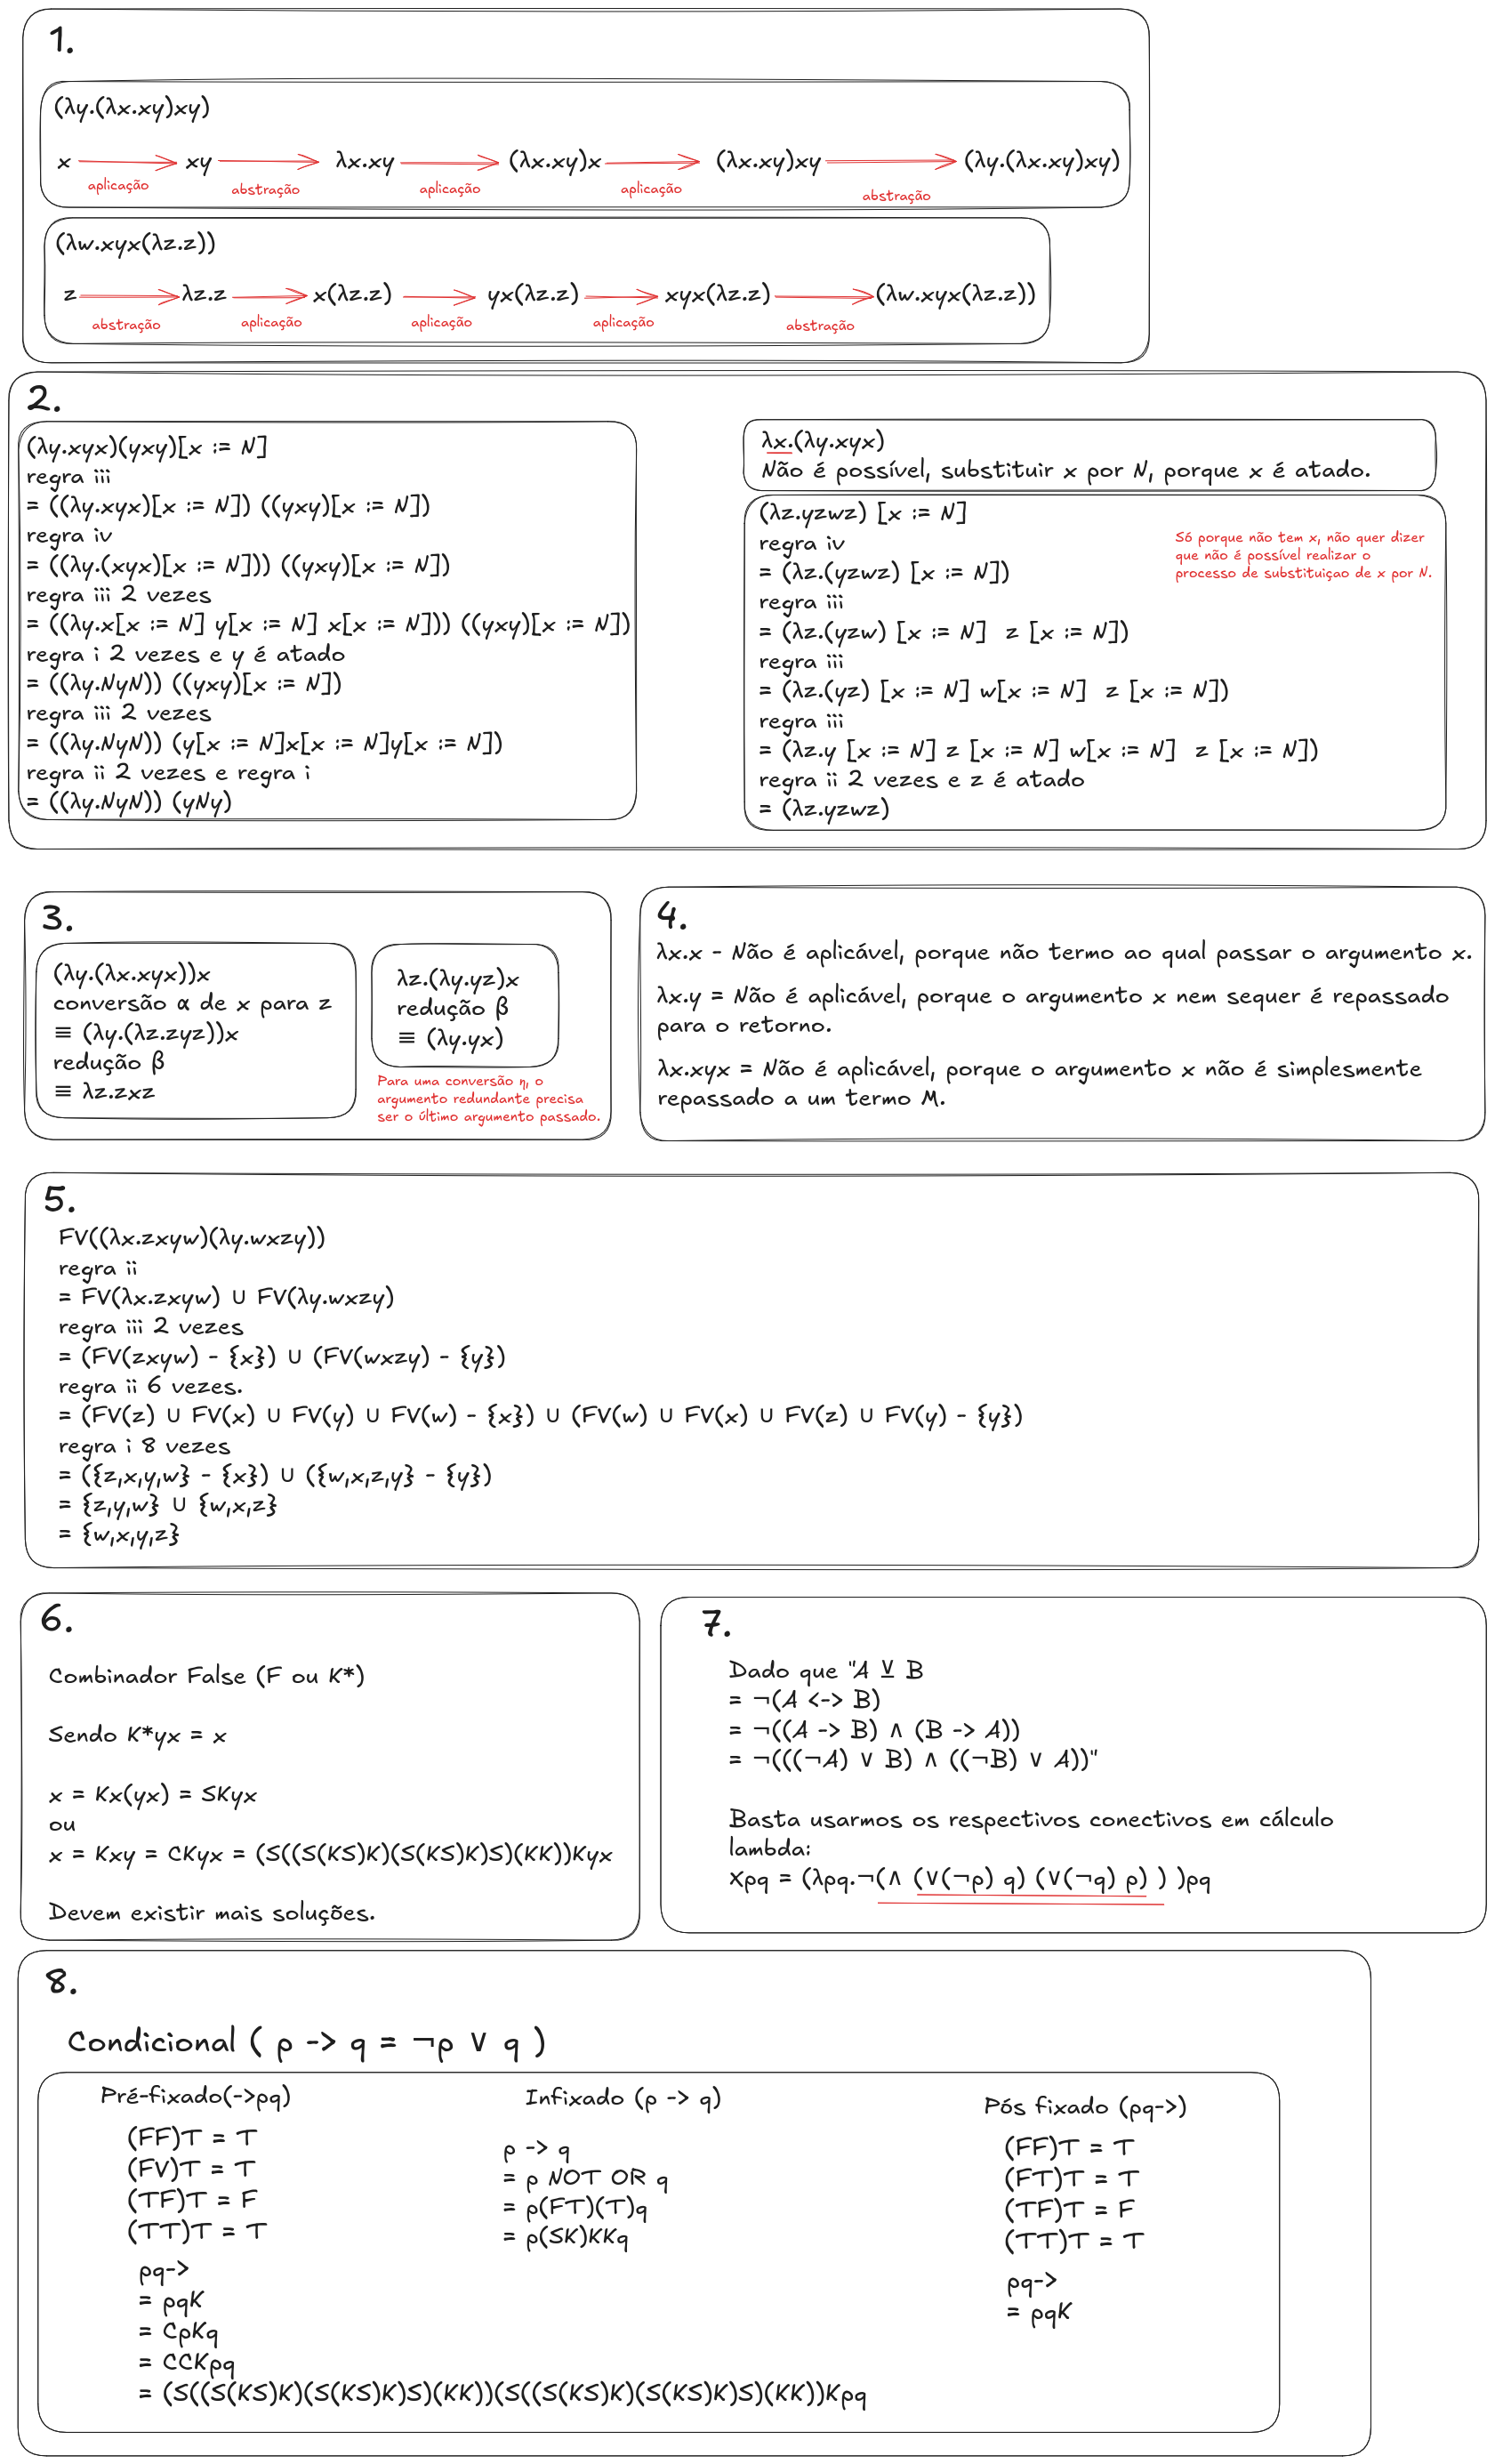 1.
(λy.(λx.xy)xy)
x xy λx.xy (λx.xy)x (λx.xy)xy (λy.(λx.xy)xy)
aplicação abstração aplicação aplicação abstração
(λw.xyx(λz.z))
z λz.z x(λz.z) yx(λz.z) xyx(λz.z) (λw.xyx(λz.z))
abstração aplicação aplicação aplicação abstração
2.
(λy.xyx)(yxy)[x := N]
regra iii
= ((λy.xyx)[x := N]) ((yxy)[x := N])
regra iv
= ((λy.(xyx)[x := N])) ((yxy)[x := N])
regra iii 2 vezes
= ((λy.x[x := N] y[x := N] x[x := N])) ((yxy)[x := N])
regra i 2 vezes e y é atado
= ((λy.NyN)) ((yxy)[x := N])
regra iii 2 vezes
= ((λy.NyN)) (y[x := N]x[x := N]y[x := N])
regra ii 2 vezes e regra i
= ((λy.NyN)) (yNy)
λx.(λy.xyx)
Não é possível, substituir x por N, porque x é atado.
(λz.yzwz) [x := N]
regra iv
= (λz.(yzwz) [x := N])
regra iii
= (λz.(yzw) [x := N] z [x := N])
regra iii
= (λz.(yz) [x := N] w[x := N] z [x := N])
regra iii
= (λz.y [x := N] z [x := N] w[x := N] z [x := N])
regra ii 2 vezes e z é atado
= (λz.yzwz)
Só porque não tem x, não quer dizer
que não é possível realizar o
processo de substituiçao de x por N.
3.
(λy.(λx.xyx))x
conversão α de x para z
≡ (λy.(λz.zyz))x
redução β
≡ λz.zxz
λz.(λy.yz)x
redução β
≡ (λy.yx)
Para uma conversão η, o
argumento redundante precisa
ser o último argumento passado.
4.
λx.x - Não é aplicável, porque não termo ao qual passar o argumento x.
λx.y = Não é aplicável, porque o argumento x nem sequer é repassado
para o retorno.
λx.xyx = Não é aplicável, porque o argumento x não é simplesmente
repassado a um termo M.
5.
FV((λx.zxyw)(λy.wxzy))
regra ii
= FV(λx.zxyw) ∪ FV(λy.wxzy)
regra iii 2 vezes
= (FV(zxyw) - {x}) ∪ (FV(wxzy) - {y})
regra ii 6 vezes.
= (FV(z) ∪ FV(x) ∪ FV(y) ∪ FV(w) - {x}) ∪ (FV(w) ∪ FV(x) ∪ FV(z) ∪ FV(y) - {y})
regra i 8 vezes
= ({z,x,y,w} - {x}) ∪ ({w,x,z,y} - {y})
= {z,y,w} ∪ {w,x,z}
= {w,x,y,z}
6.
Combinador False (F ou K*)
Sendo K*yx = x
x = Kx(yx) = SKyx
ou
x = Kxy = CKyx = (S((S(KS)K)(S(KS)K)S)(KK))Kyx
Devem existir mais soluções.
7.
Dado que "A ⊻ B
= ¬(A <-> B)
= ¬((A -> B) ∧ (B -> A))
= ¬(((¬A) ∨ B) ∧ ((¬B) ∨ A))"
Basta usarmos os respectivos conectivos em cálculo
lambda:
Xpq = (λpq.¬(∧ (∨(¬p) q) (∨(¬q) p) ) )pq
8.
Condicional ( p -> q = ¬p ∨ q )
Pré-fixado(->pq)
(FF)T = T
(FV)T = T
(TF)T = F
(TT)T = T
pq->
= pqK
= CpKq
= CCKpq
= (S((S(KS)K)(S(KS)K)S)(KK))(S((S(KS)K)(S(KS)K)S)(KK))Kpq
Infixado (p -> q)
p -> q
= p NOT OR q
= p(FT)(T)q
= p(SK)KKq
Pós fixado (pq->)
(FF)T = T
(FT)T = T
(TF)T = F
(TT)T = T
pq->
= pqK